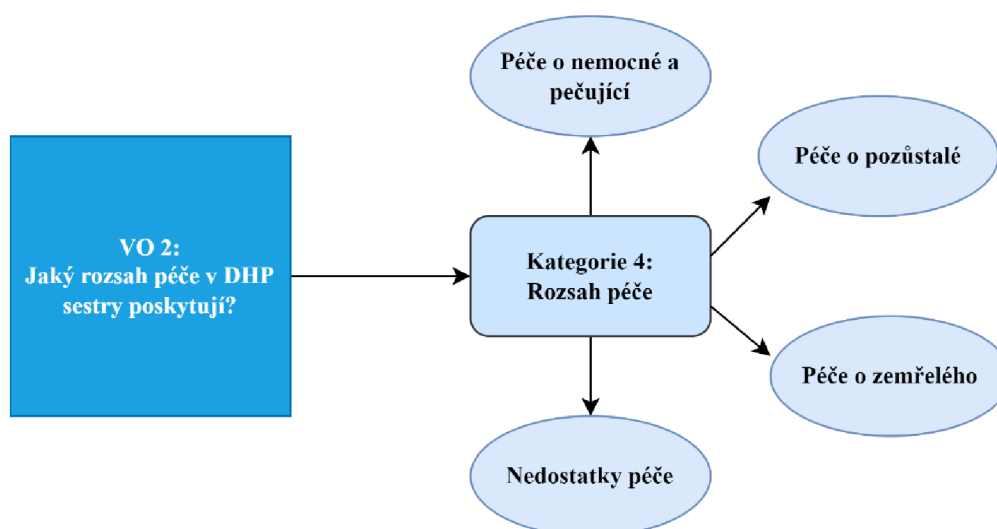 Péče o nemocné a
pečující
Péče o pozůstalé
VO 2:
Jaký rozsah péče v DHP
sestry poskytují?
Kategorie 4:
Rozsah péče
Péče o zemřelého
Nedostatky péče